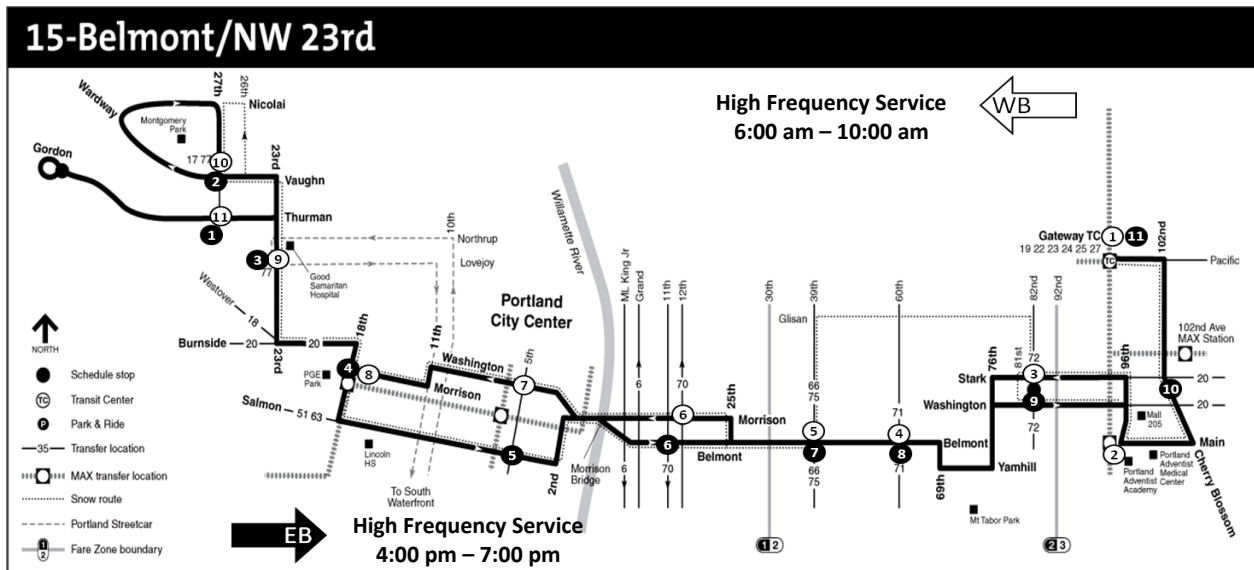 15-Belmont/NW 23rd
High Frequency Service
6:00 am – 10:00 am
WB
27th
26th
Nicolai
Wardway
Montgomery
Park
Gordon
17 77
10
2
23rd
Vaughn
11
Thurman
1
10th
Northrup
Lovejoy
3
9
77
Good
Samaritan
Hospital
Westover
18
Burnside
20
20
23rd
18th
11th
Portland
City Center
Willamette River
PGE
Park
4
8
Washington
5th
7
Morrison
Salmon
51 63
Lincoln
HS
5
2nd
To South
Waterfront
Morrison
Bridge
ML King Jr
Grand
11th
12th
30th
39th
60th
82nd
92nd
6
70
6
25th
Morrison
6
Belmont
6
70
Glisan
66
75
5
7
66
75
71
4
8
71
Belmont
69th
Yamhill
76th
Mt Tabor Park
81st
72
3
Stark
Washington
9
72
96th
Gateway TC
1
11
19 22 23 24 25 27
TC
102nd
Pacific
102nd Ave
MAX Station
20
10
20
Mall
205
Main
2
Portland
Adventist
Academy
Portland
Adventist
Medical
Center
Cherry Blossom
1 2
2 3
NORTH
Schedule stop
TC
Transit Center
P
Park & Ride
35
Transfer location
MAX transfer location
Snow route
Portland Streetcar
1
2
Fare Zone boundary
EB
High Frequency Service
4:00 pm – 7:00 pm